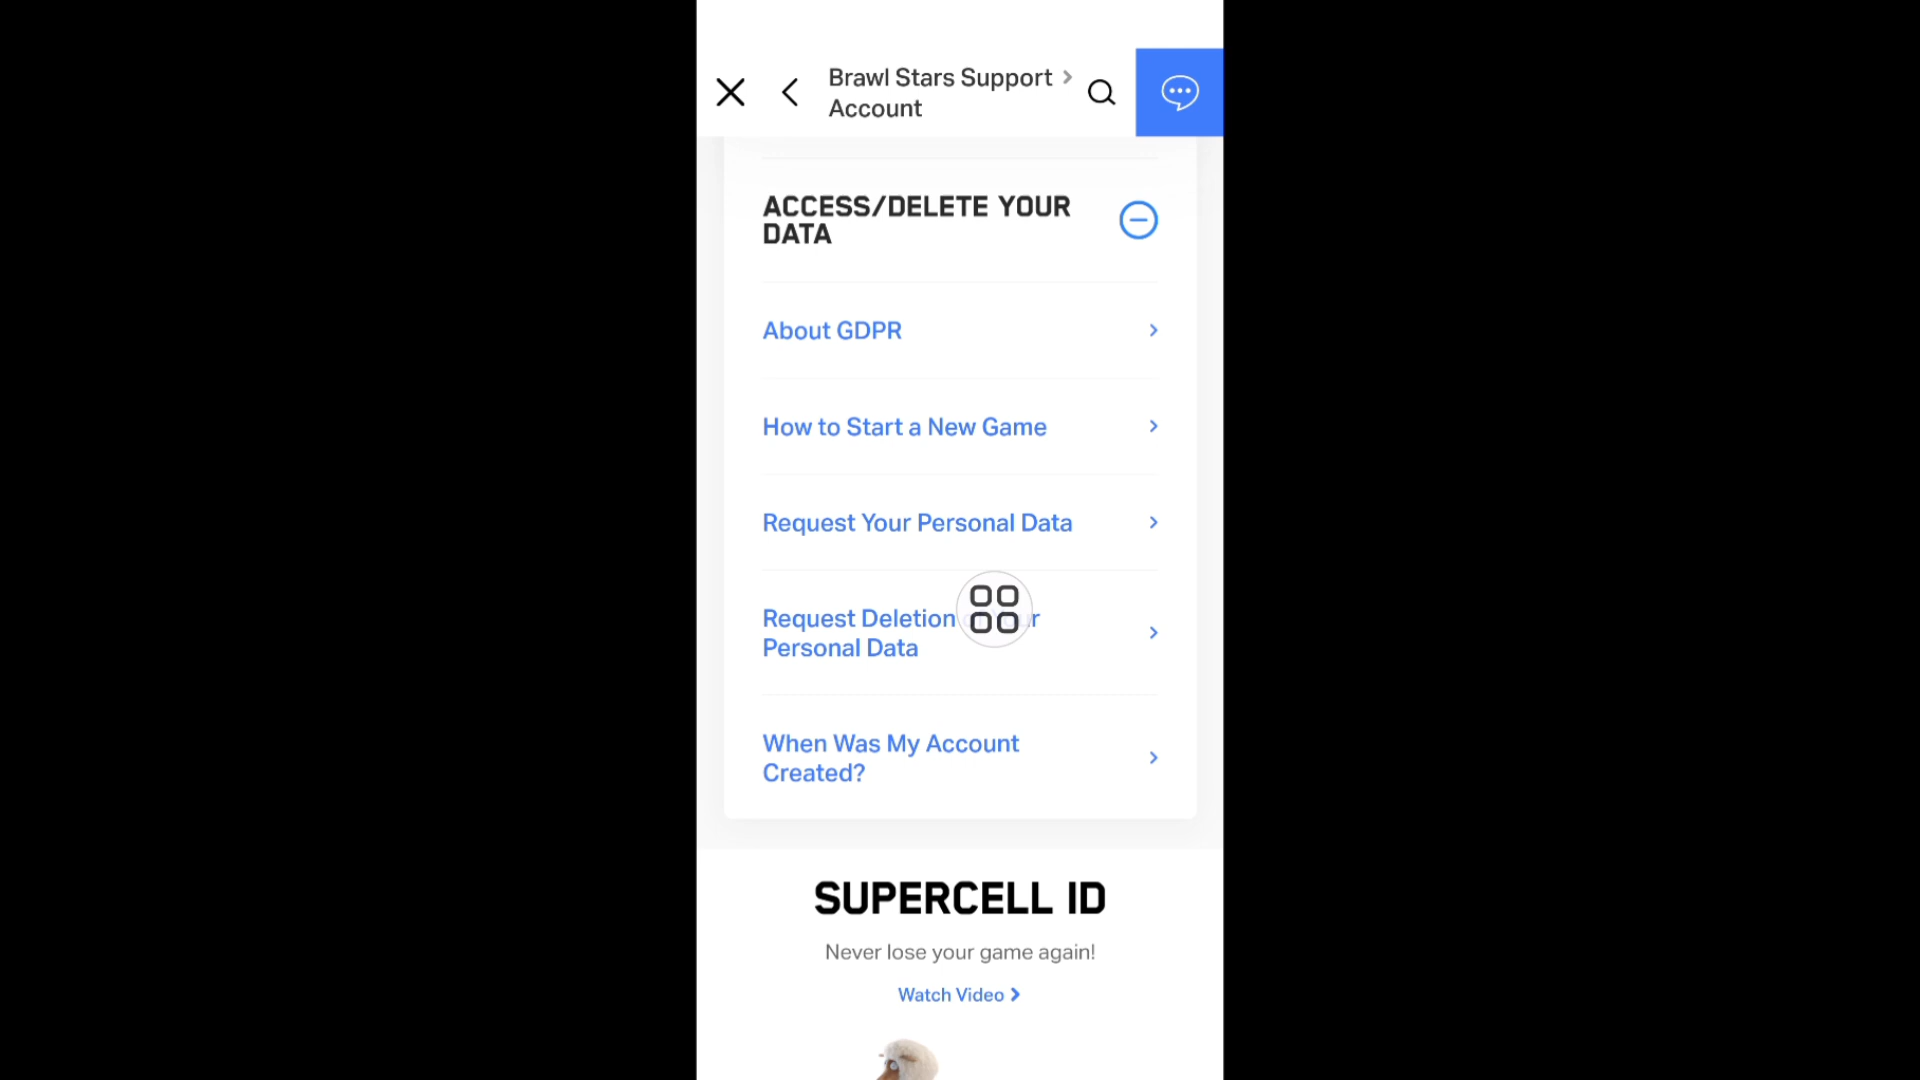 Brawl Stars Support >
Account
ACCESS/DELETE YOUR
DATA
About GDPR
How to Start a New Game
Request Your Personal Data
Request Deletion r
Personal Data
When Was My Account
Created?
SUPERCELL ID
Never lose your game again!
Watch Video >